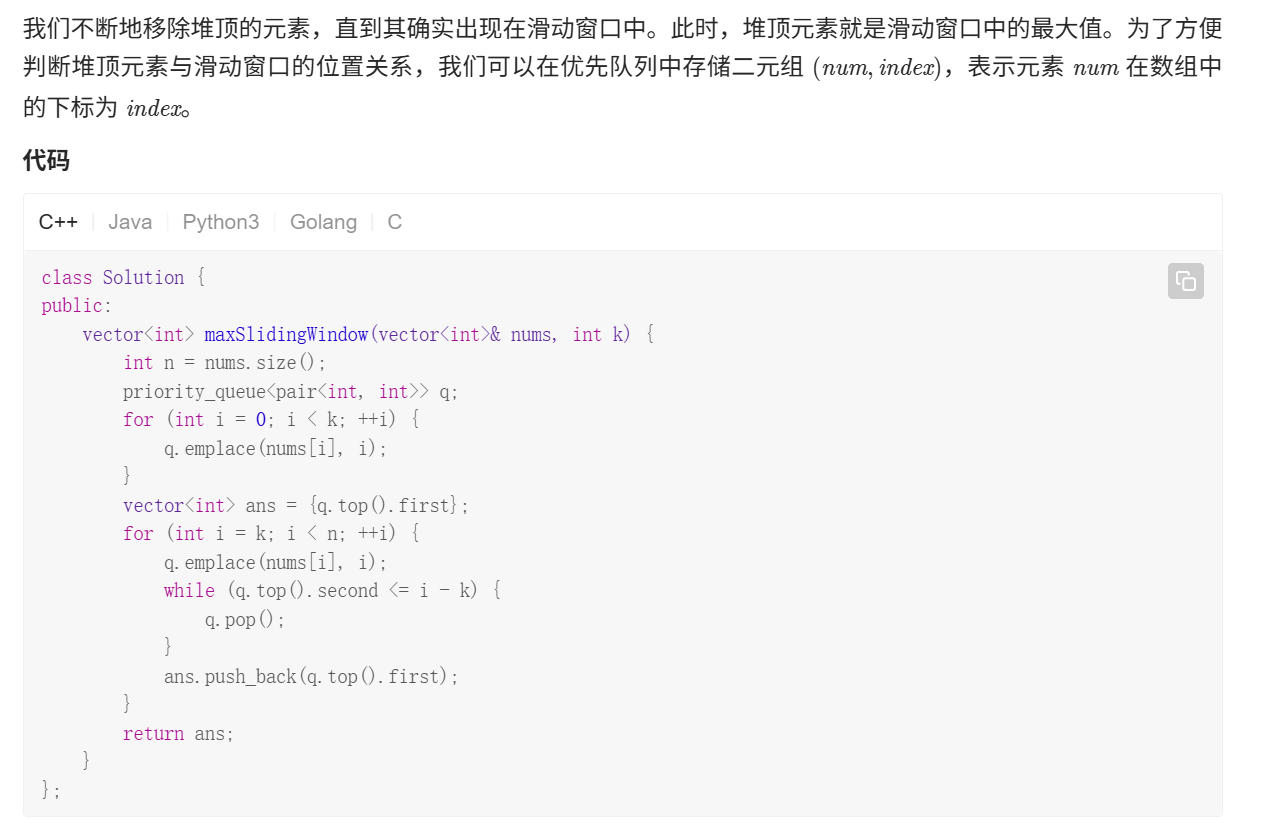 我们不断地移除堆顶的元素，直到其确实出现在滑动窗口中。此时，堆顶元素就是滑动窗口中的最大值。为了方便
判断堆顶元素与滑动窗口的位置关系，我们可以在优先队列中存储二元组 (num, index)，表示元素 num 在数组中
的下标为 index。
代码
C++ | Java | Python3 | Golang | C
class Solution {
public:
    vector<int> maxSlidingWindow(vector<int>& nums, int k) {
        int n = nums.size();
        priority_queue<pair<int, int>> q;
        for (int i = 0; i < k; ++i) {
            q.emplace(nums[i], i);
        }
        vector<int> ans = {q.top().first};
        for (int i = k; i < n; ++i) {
            q.emplace(nums[i], i);
            while (q.top().second <= i - k) {
                q.pop();
            }
            ans.push_back(q.top().first);
        }
        return ans;
    }
};